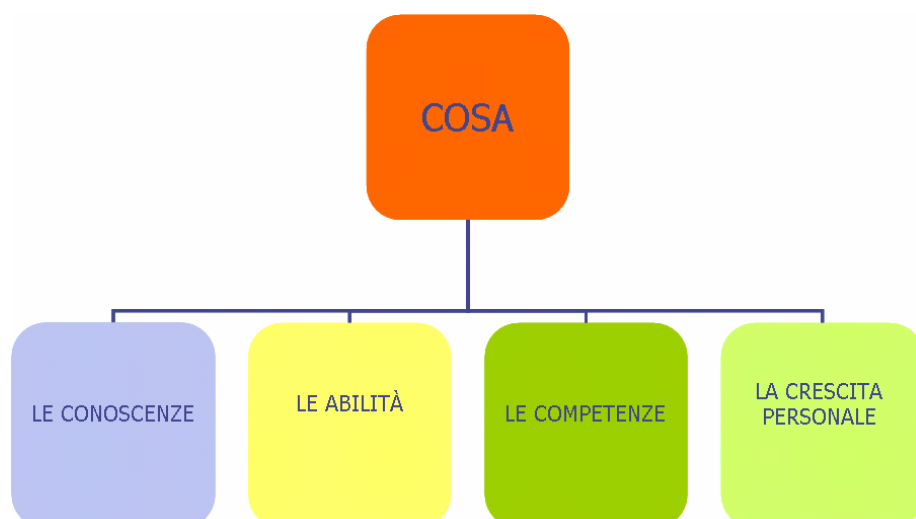 COSA
LE CONOSCENZE
LE ABILITÀ
LE COMPETENZE
LA CRESCITA
PERSONALE